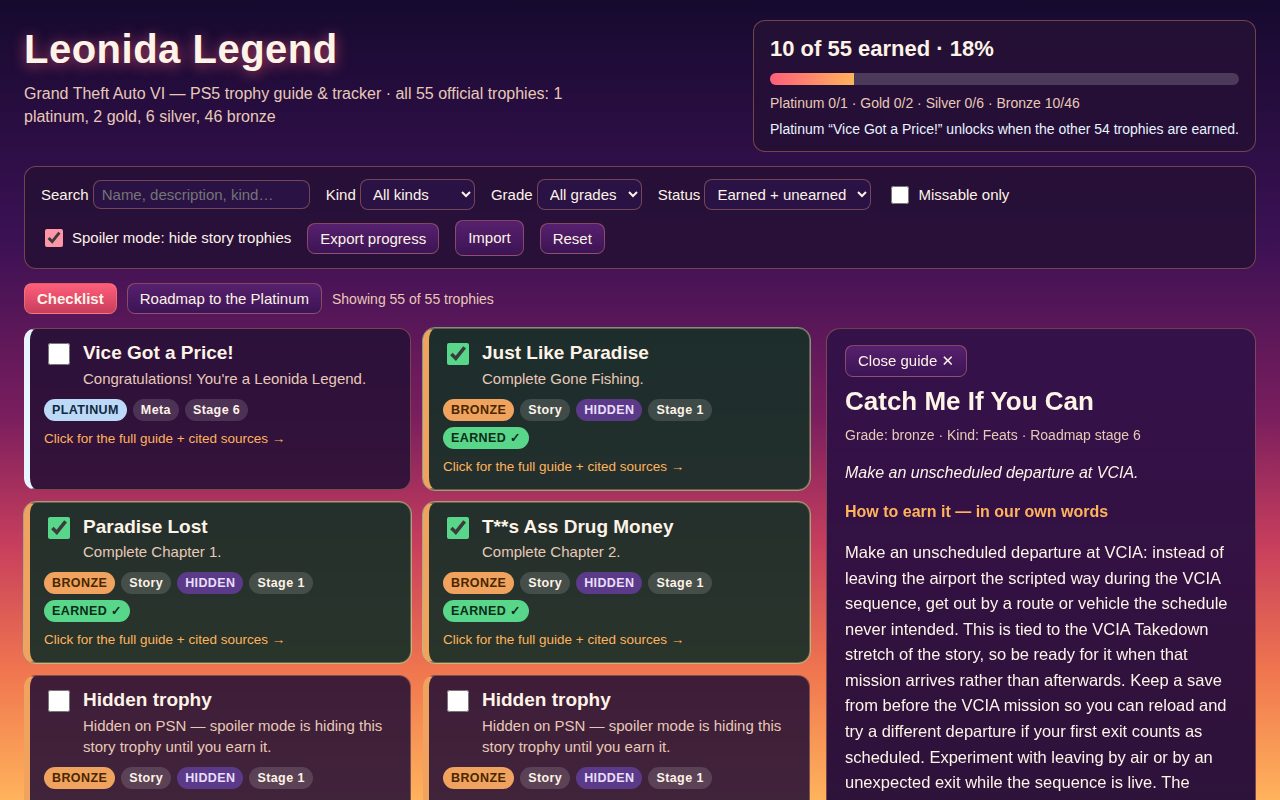 Leonida Legend
Grand Theft Auto VI — PS5 trophy guide & tracker · all 55 official trophies: 1
platinum, 2 gold, 6 silver, 46 bronze
10 of 55 earned · 18%
Platinum 0/1 · Gold 0/2 · Silver 0/6 · Bronze 10/46
Platinum “Vice Got a Price!” unlocks when the other 54 trophies are earned.
Search Name, description, kind… Kind All kinds Grade All grades Status Earned + unearned Missable only
Spoiler mode: hide story trophies Export progress Import Reset
Checklist Roadmap to the Platinum Showing 55 of 55 trophies
Vice Got a Price!
Congratulations! You're a Leonida Legend.
PLATINUM Meta Stage 6
Click for the full guide + cited sources →
Just Like Paradise
Complete Gone Fishing.
BRONZE Story HIDDEN Stage 1
EARNED ✓
Click for the full guide + cited sources →
Paradise Lost
Complete Chapter 1.
BRONZE Story HIDDEN Stage 1
EARNED ✓
Click for the full guide + cited sources →
T**s Ass Drug Money
Complete Chapter 2.
BRONZE Story HIDDEN Stage 1
EARNED ✓
Click for the full guide + cited sources →
Hidden trophy
Hidden on PSN — spoiler mode is hiding this
story trophy until you earn it.
BRONZE Story HIDDEN Stage 1
Hidden trophy
Hidden on PSN — spoiler mode is hiding this
story trophy until you earn it.
BRONZE Story HIDDEN Stage 1
Close guide ✕
Catch Me If You Can
Grade: bronze · Kind: Feats · Roadmap stage 6
Make an unscheduled departure at VCIA.
How to earn it — in our own words
Make an unscheduled departure at VCIA: instead of
leaving the airport the scripted way during the VCIA
sequence, get out by a route or vehicle the schedule
never intended. This is tied to the VCIA Takedown
stretch of the story, so be ready for it when that
mission arrives rather than afterwards. Keep a save
from before the VCIA mission so you can reload and
try a different departure if your first exit counts as
scheduled. Experiment with leaving by air or by an
unexpected exit while the sequence is live. The